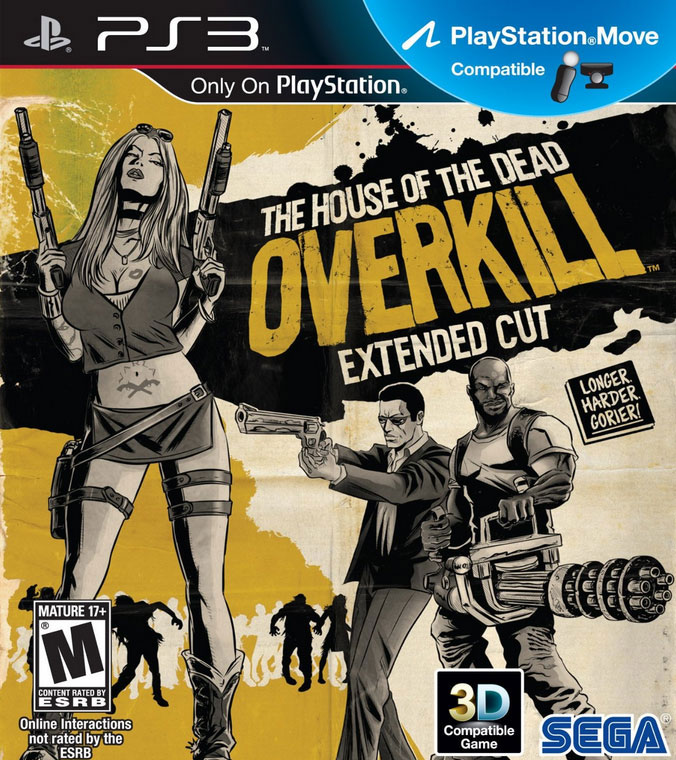 PS3™
PlayStation®Move
Compatible
Only On PlayStation®
THE HOUSE OF THE DEAD
OVERKILL™
EXTENDED CUT
LONGER.
HARDER.
GORIER!
MATURE 17+
M®
CONTENT RATED BY
ESRB
Online Interactions
not rated by the
ESRB
3D
Compatible
Game
SEGA®